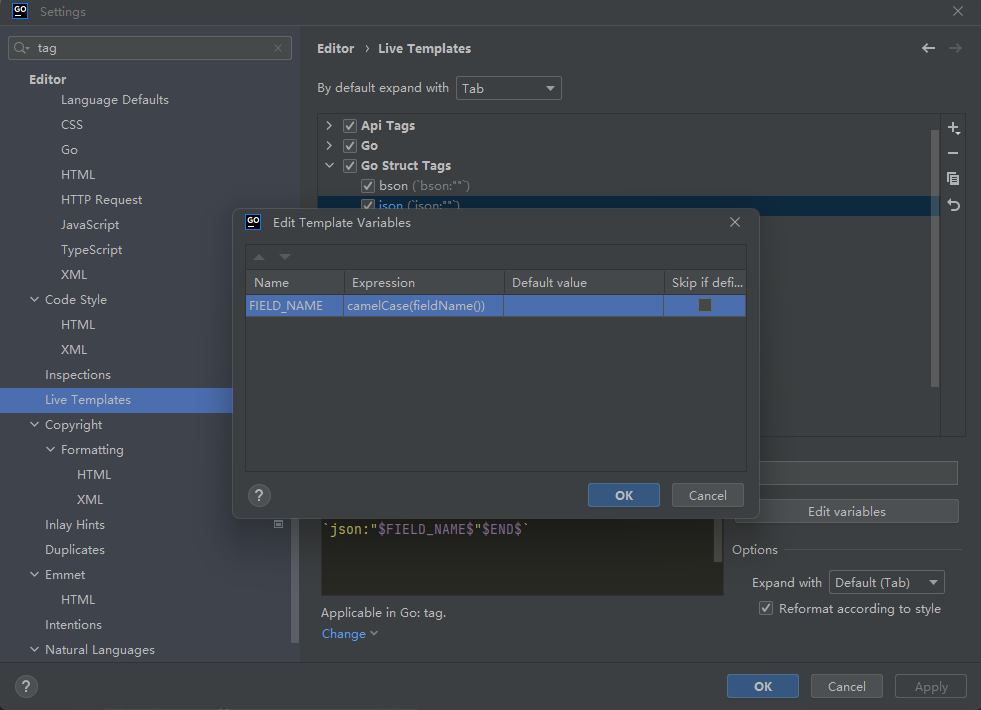 GO Settings
tag
Editor
Language Defaults
CSS
Go
HTML
HTTP Request
JavaScript
TypeScript
XML
Code Style
HTML
XML
Inspections
Live Templates
Copyright
Formatting
HTML
XML
Inlay Hints
Duplicates
Emmet
HTML
Intentions
Natural Languages
Editor › Live Templates
By default expand with Tab
Api Tags
Go
Go Struct Tags
bson (`bson:""`)
json (`json:""`)
GO Edit Template Variables
Name Expression Default value Skip if defi...
FIELD_NAME camelCase(fieldName())
? OK Cancel
Edit variables
`json:"$FIELD_NAME$"$END$`
Options
Expand with Default (Tab)
Reformat according to style
Applicable in Go: tag.
Change
? OK Cancel Apply